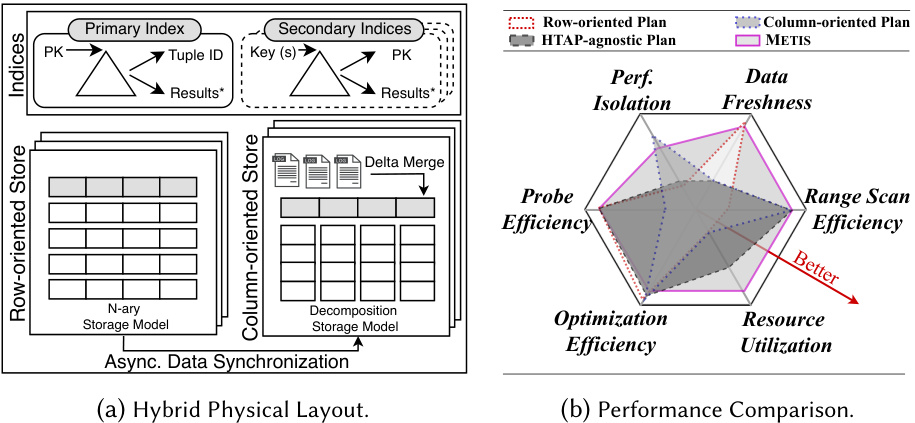 Indices
Primary Index
PK
Tuple ID
Results*
Secondary Indices
Key (s)
PK
Results*
Row-oriented Store
N-ary
Storage Model
Column-oriented Store
LOG
LOG
LOG
Delta Merge
Decomposition
Storage Model
Async. Data Synchronization
(a) Hybrid Physical Layout.
Row-oriented Plan
Column-oriented Plan
HTAP-agnostic Plan
METIS
Perf.
Isolation
Data
Freshness
Probe
Efficiency
Range Scan
Efficiency
Better
Optimization
Efficiency
Resource
Utilization
(b) Performance Comparison.